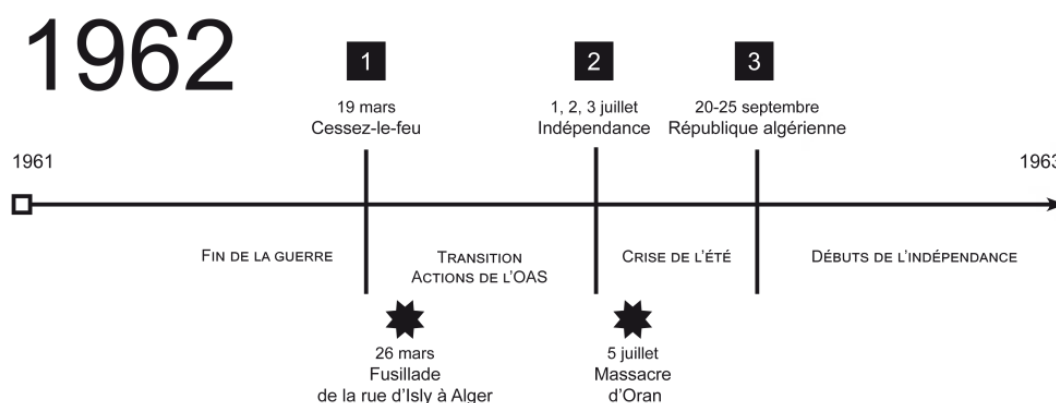 1962
1
19 mars
Cessez-le-feu
2
1, 2, 3 juillet
Indépendance
3
20-25 septembre
République algérienne
1961
1963
FIN DE LA GUERRE
TRANSITION
ACTIONS DE L'OAS
CRISE DE L'ÉTÉ
DÉBUTS DE L'INDÉPENDANCE
26 mars
Fusillade
de la rue d'Isly à Alger
5 juillet
Massacre
d'Oran